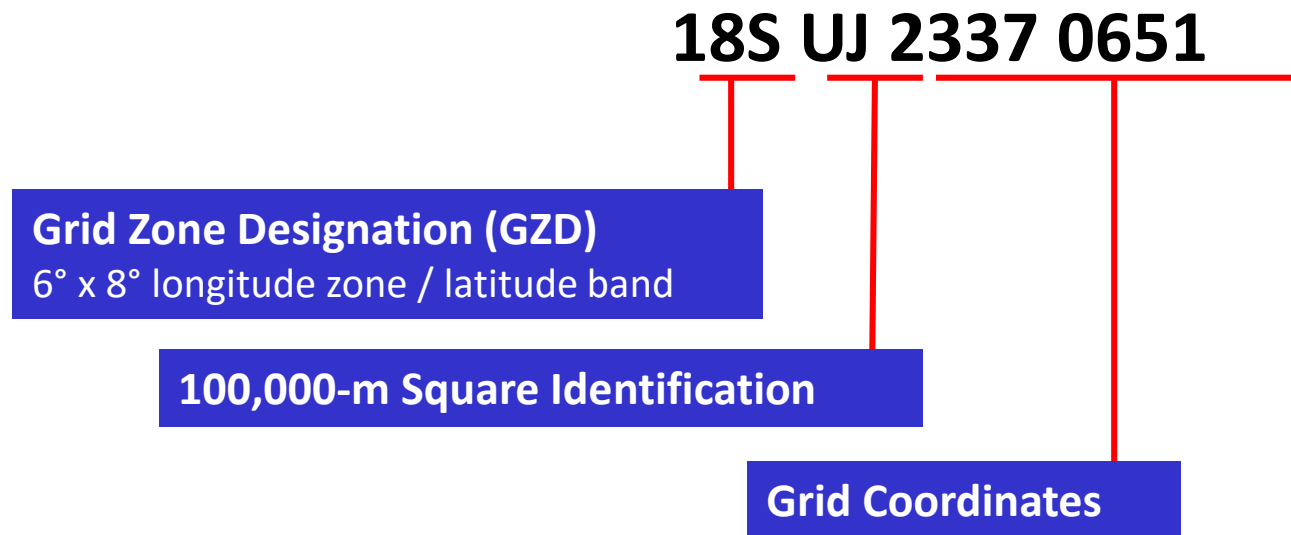 18S UJ 2337 0651
Grid Zone Designation (GZD)
6° x 8° longitude zone / latitude band
100,000-m Square Identification
Grid Coordinates